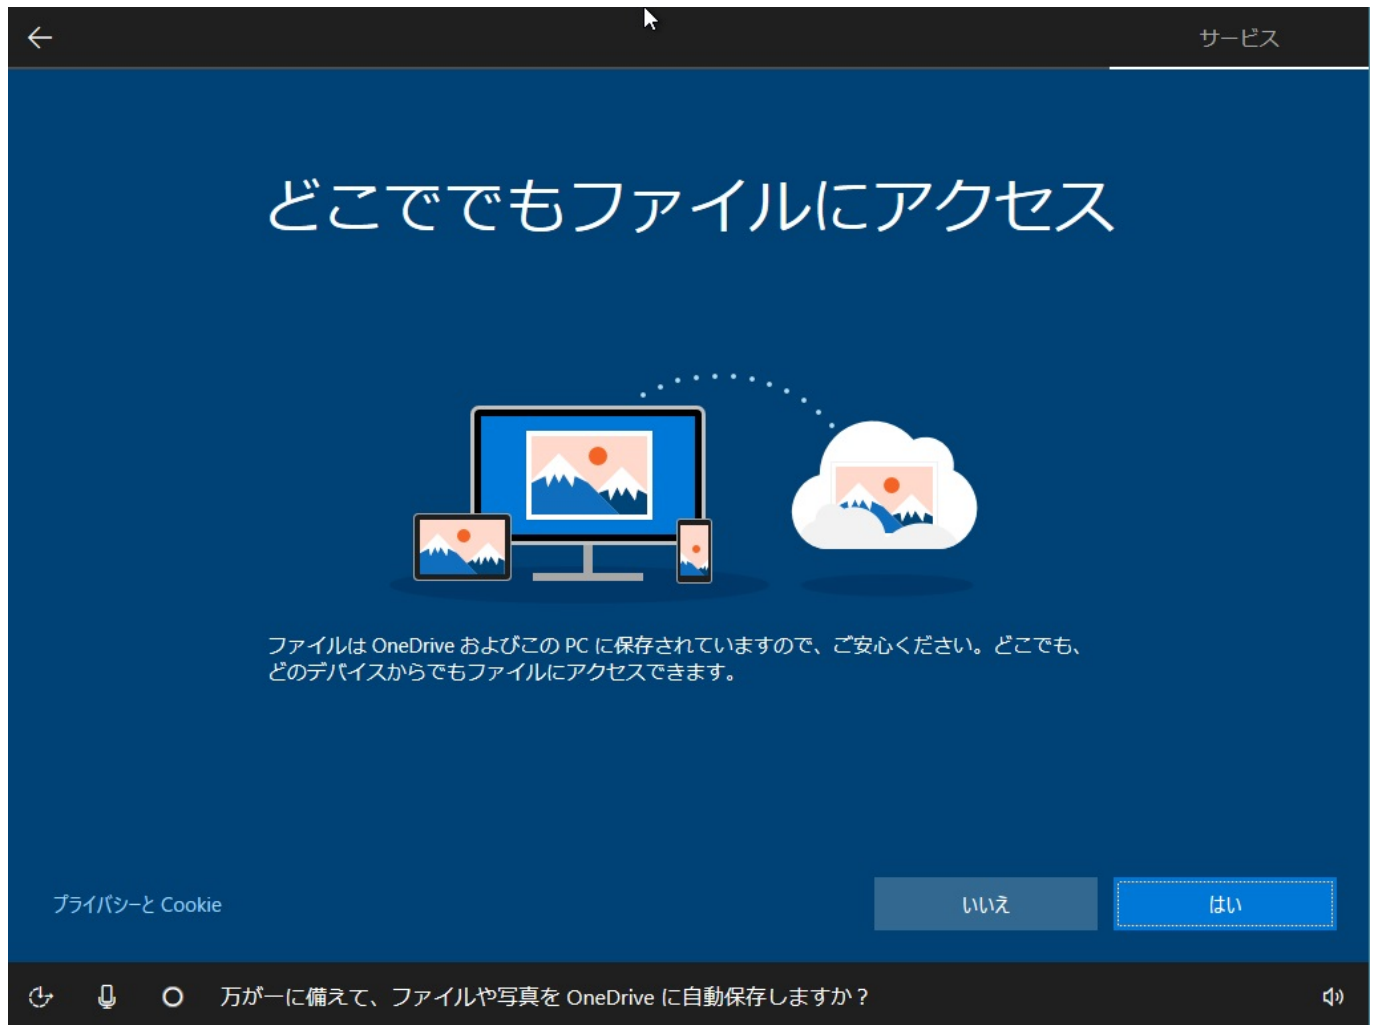 サービス
どこででもファイルにアクセス
ファイルは OneDrive およびこの PC に保存されていますので、ご安心ください。どこでも、
どのデバイスからでもファイルにアクセスできます。
プライバシーと Cookie
いいえ
はい
万が一に備えて、ファイルや写真を OneDrive に自動保存しますか？